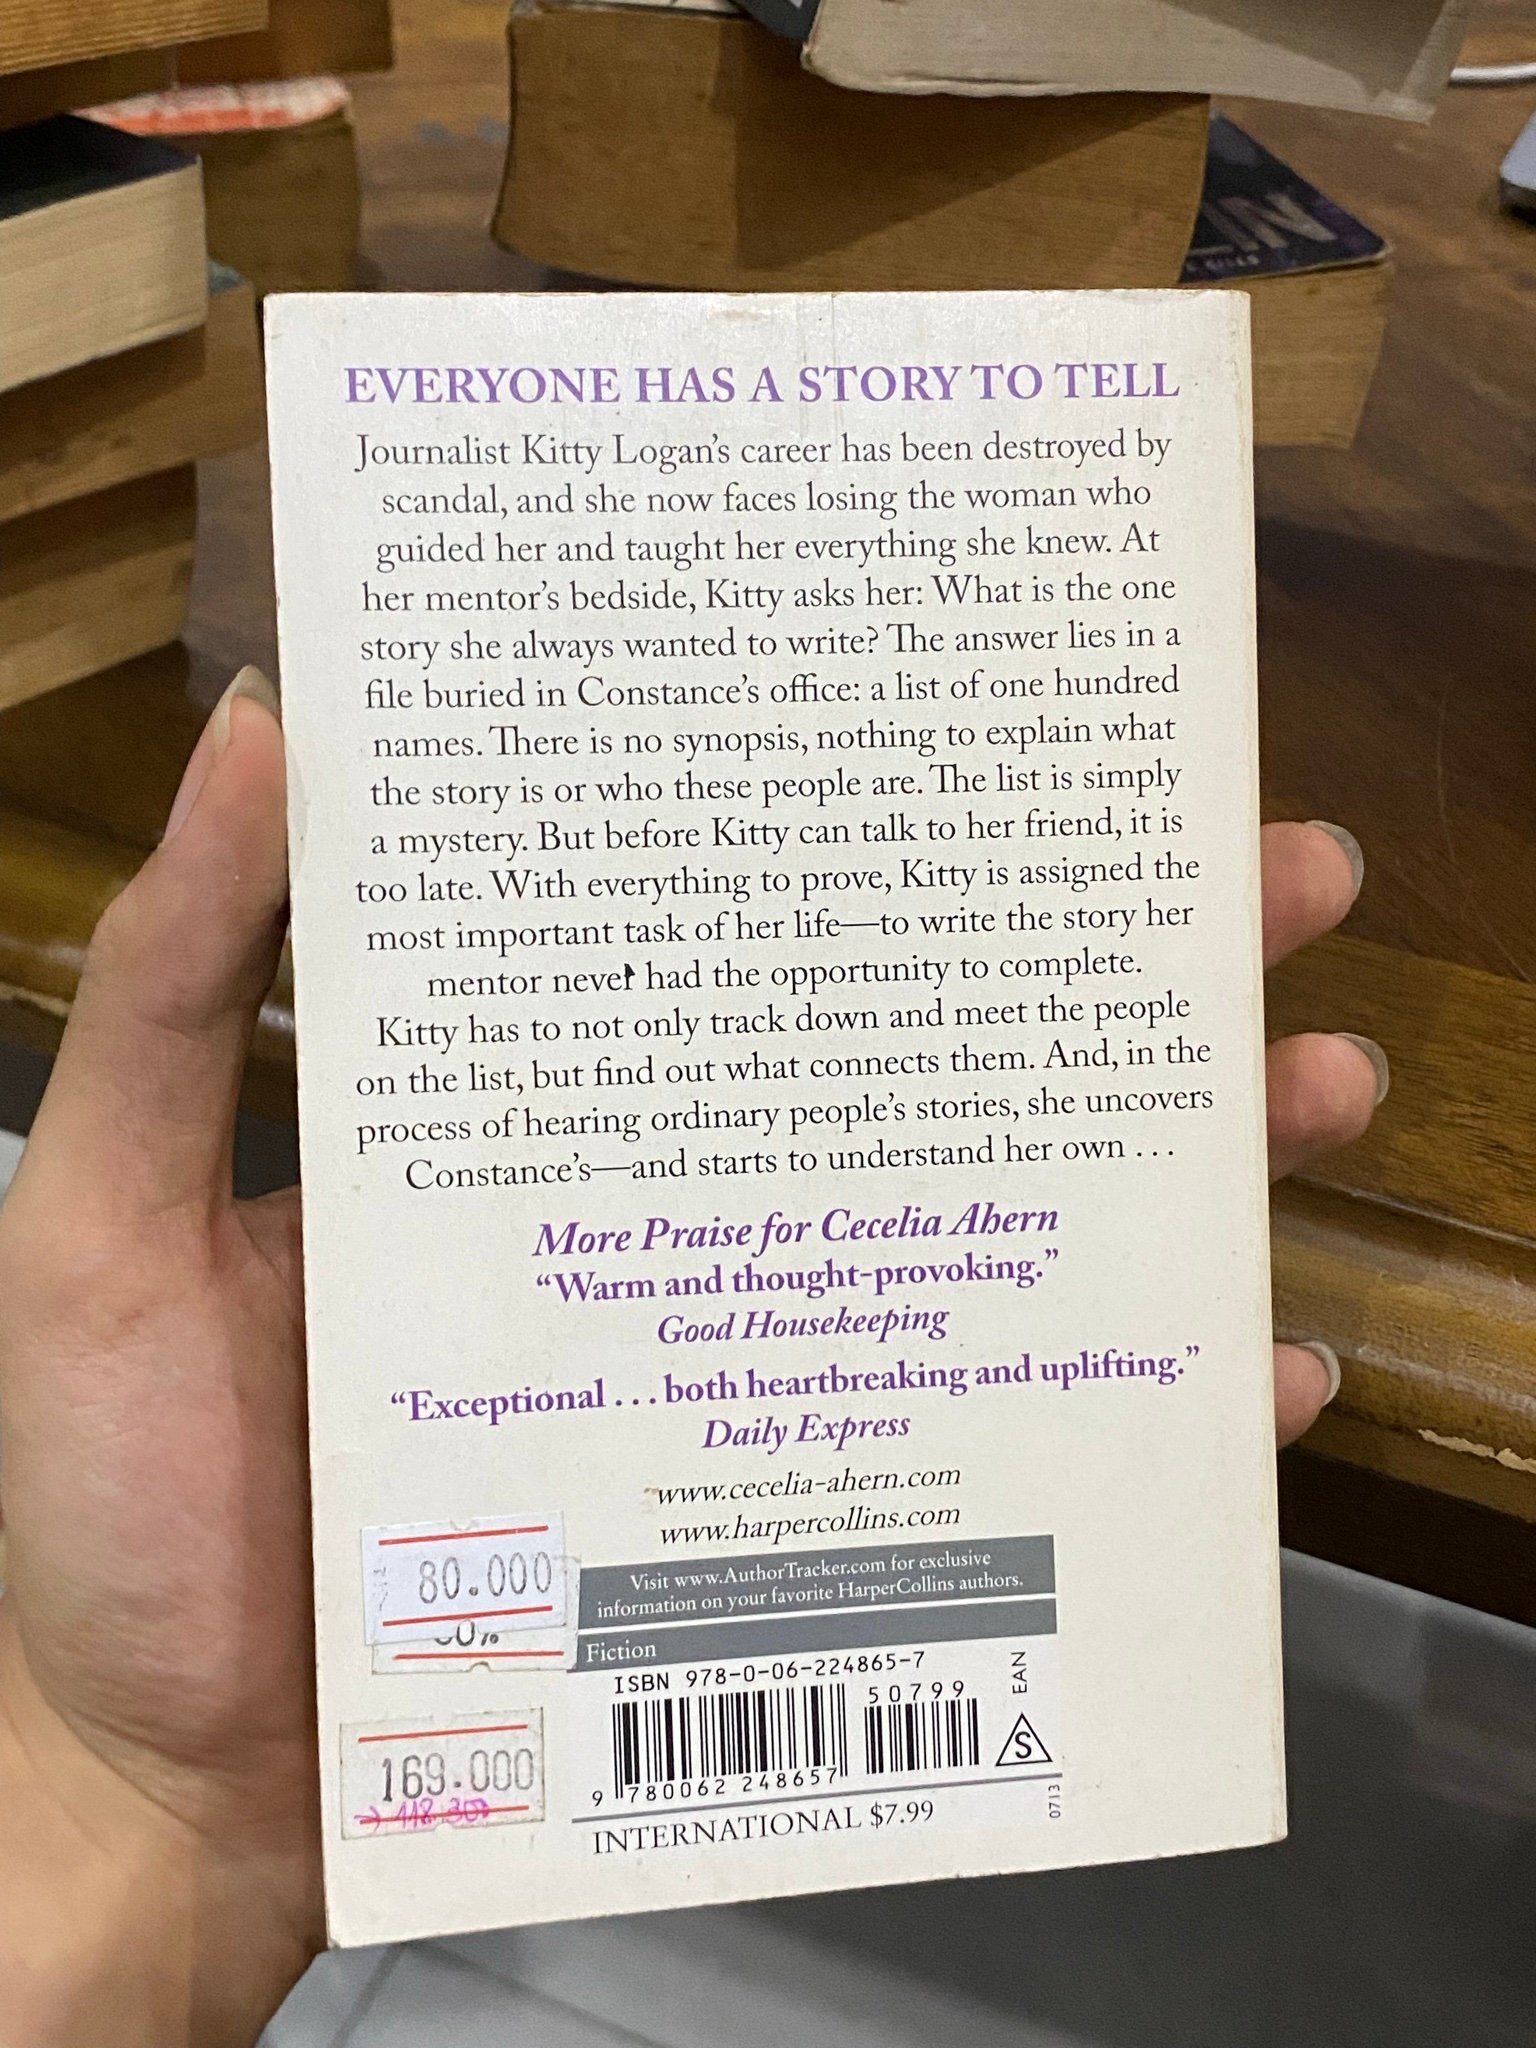 IN
KILLS
EVERYONE HAS A STORY TO TELL
Journalist Kitty Logan's career has been destroyed by
scandal, and she now faces losing the woman who
guided her and taught her everything she knew. At
her mentor's bedside, Kitty asks her: What is the one
story she always wanted to write? The answer lies in a
file buried in Constance's office: a list of one hundred
names. There is no synopsis, nothing to explain what
the story is or who these people are. The list is simply
a mystery. But before Kitty can talk to her friend, it is
too late. With everything to prove, Kitty is assigned the
most important task of her life—to write the story her
mentor never had the opportunity to complete.
Kitty has to not only track down and meet the people
on the list, but find out what connects them. And, in the
process of hearing ordinary people's stories, she uncovers
Constance's—and starts to understand her own . . .
More Praise for Cecelia Ahern
“Warm and thought-provoking.”
Good Housekeeping
“Exceptional . . . both heartbreaking and uplifting.”
Daily Express
www.cecelia-ahern.com
www.harpercollins.com
Visit www.AuthorTracker.com for exclusive
information on your favorite HarperCollins authors.
80.000
0%
Fiction
ISBN 978-0-06-224865-7
50799
EAN
S
9 780062 248657
0713
169.000
→ 118.300
INTERNATIONAL $7.99